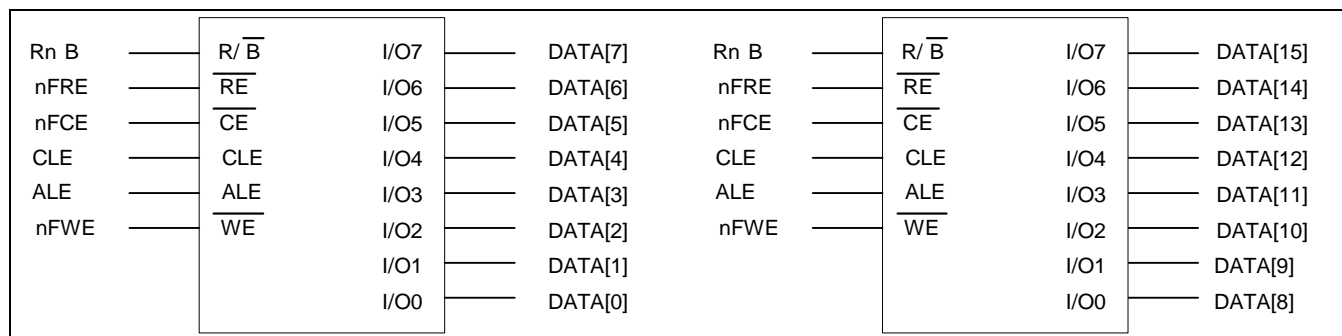 Rn B R/ B I/O7 DATA[7] Rn B R/ B I/O7 DATA[15]
nFRE RE I/O6 DATA[6] nFRE RE I/O6 DATA[14]
nFCE CE I/O5 DATA[5] nFCE CE I/O5 DATA[13]
CLE CLE I/O4 DATA[4] CLE CLE I/O4 DATA[12]
ALE ALE I/O3 DATA[3] ALE ALE I/O3 DATA[11]
nFWE WE I/O2 DATA[2] nFWE WE I/O2 DATA[10]
I/O1 DATA[1] I/O1 DATA[9]
I/O0 DATA[0] I/O0 DATA[8]